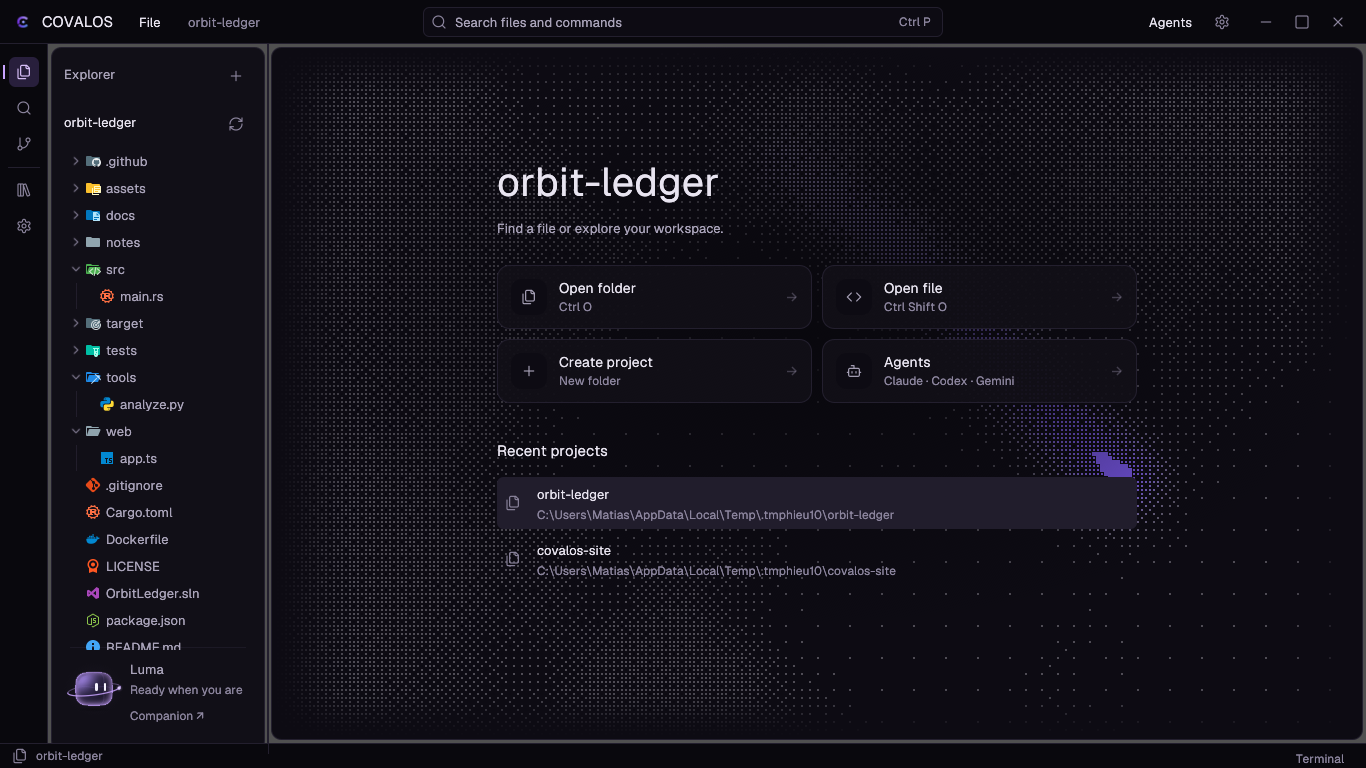 COVALOS File orbit-ledger Search files and commands Ctrl P Agents
Explorer
orbit-ledger
.github
assets
docs
notes
src
main.rs
target
tests
tools
analyze.py
web
app.ts
.gitignore
Cargo.toml
Dockerfile
LICENSE
OrbitLedger.sln
package.json
README.md
Luma
Ready when you are
Companion
orbit-ledger
Find a file or explore your workspace.
Open folder
Ctrl O
Open file
Ctrl Shift O
Create project
New folder
Agents
Claude · Codex · Gemini
Recent projects
orbit-ledger
C:\Users\Matias\AppData\Local\Temp\.tmphieu10\orbit-ledger
covalos-site
C:\Users\Matias\AppData\Local\Temp\.tmphieu10\covalos-site
orbit-ledger
Terminal